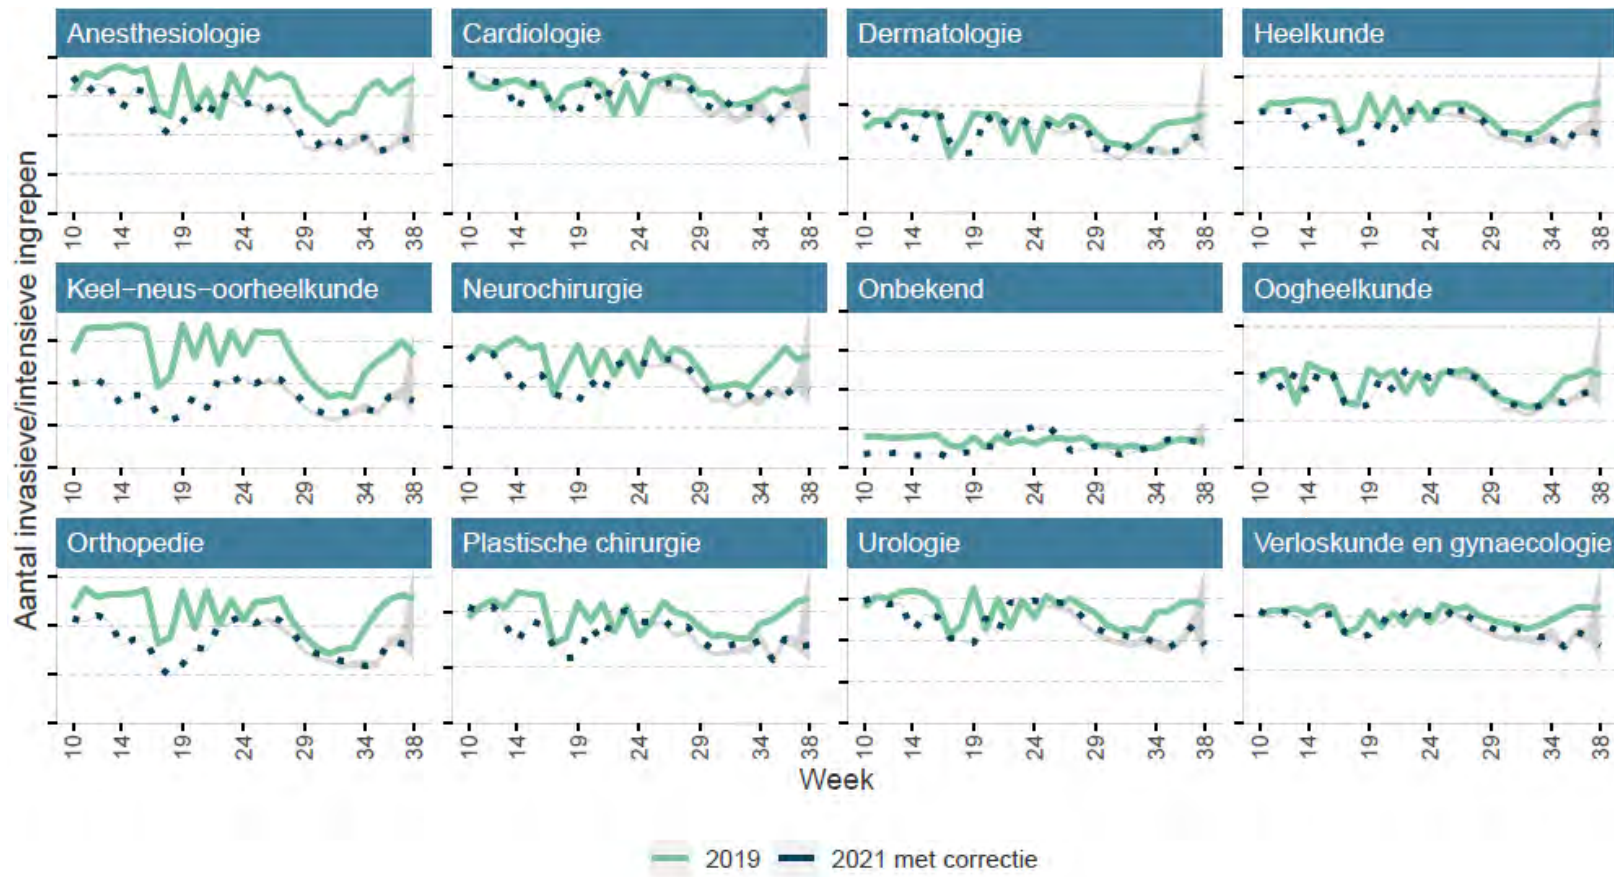 Aantal invasieve/intensieve ingrepen
Anesthesiologie
Cardiologie
Dermatologie
Heelkunde
10 14 19 24 29 34 38
10 14 19 24 29 34 38
10 14 19 24 29 34 38
10 14 19 24 29 34 38
Keel-neus-oorheelkunde
Neurochirurgie
Onbekend
Oogheelkunde
10 14 19 24 29 34 38
10 14 19 24 29 34 38
10 14 19 24 29 34 38
10 14 19 24 29 34 38
Orthopedie
Plastische chirurgie
Urologie
Verloskunde en gynaecologie
10 14 19 24 29 34 38
10 14 19 24 29 34 38
10 14 19 24 29 34 38
10 14 19 24 29 34 38
Week
2019 2021 met correctie